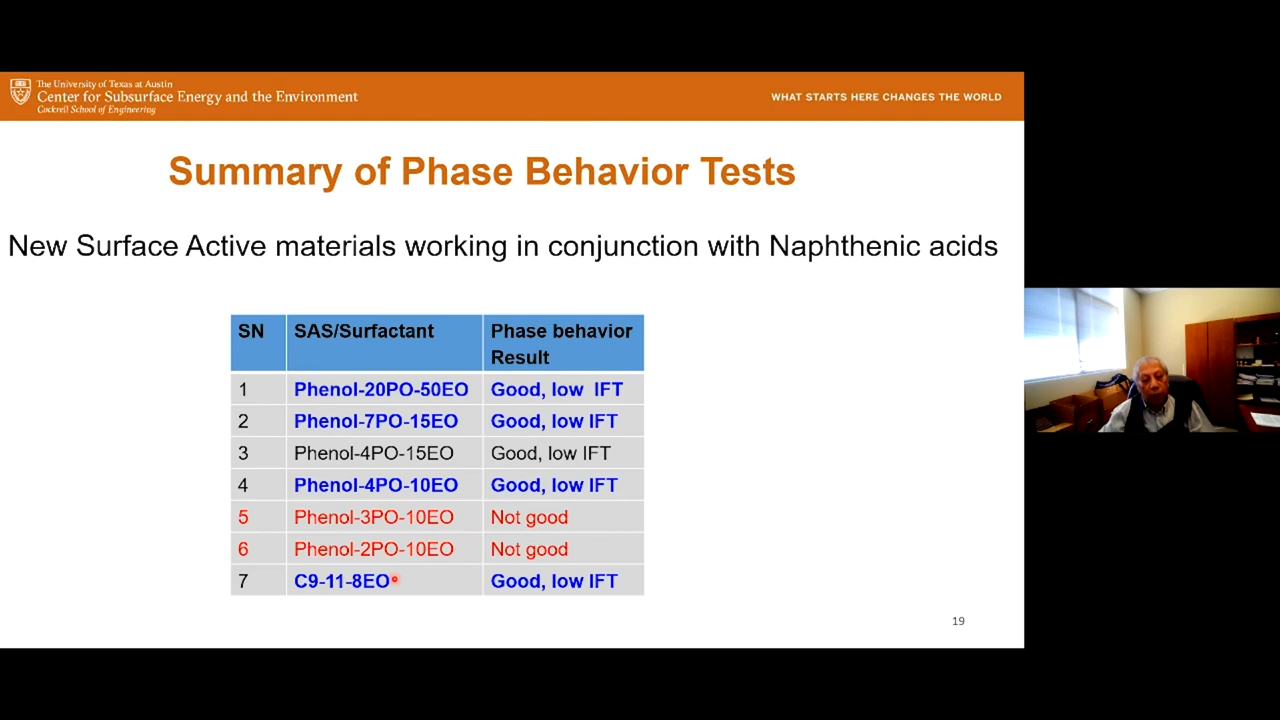 The University of Texas at Austin
Center for Subsurface Energy and the Environment
Cockrell School of Engineering
WHAT STARTS HERE CHANGES THE WORLD
Summary of Phase Behavior Tests
New Surface Active materials working in conjunction with Naphthenic acids
SN SAS/Surfactant Phase behavior Result
1 Phenol-20PO-50EO Good, low IFT
2 Phenol-7PO-15EO Good, low IFT
3 Phenol-4PO-15EO Good, low IFT
4 Phenol-4PO-10EO Good, low IFT
5 Phenol-3PO-10EO Not good
6 Phenol-2PO-10EO Not good
7 C9-11-8EO Good, low IFT
19